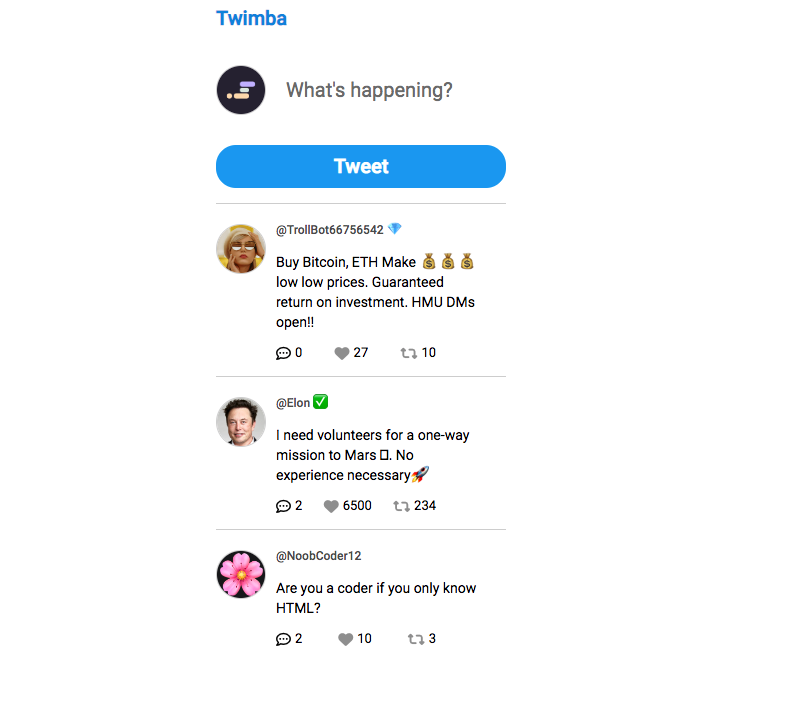 Twimba
What's happening?
Tweet
@TrollBot66756542 💎
Buy Bitcoin, ETH Make 💰 💰 💰
low low prices. Guaranteed
return on investment. HMU DMs
open!!
0 27 10
@Elon ✅
I need volunteers for a one-way
mission to Mars . No
experience necessary🚀
2 6500 234
@NoobCoder12
Are you a coder if you only know
HTML?
2 10 3